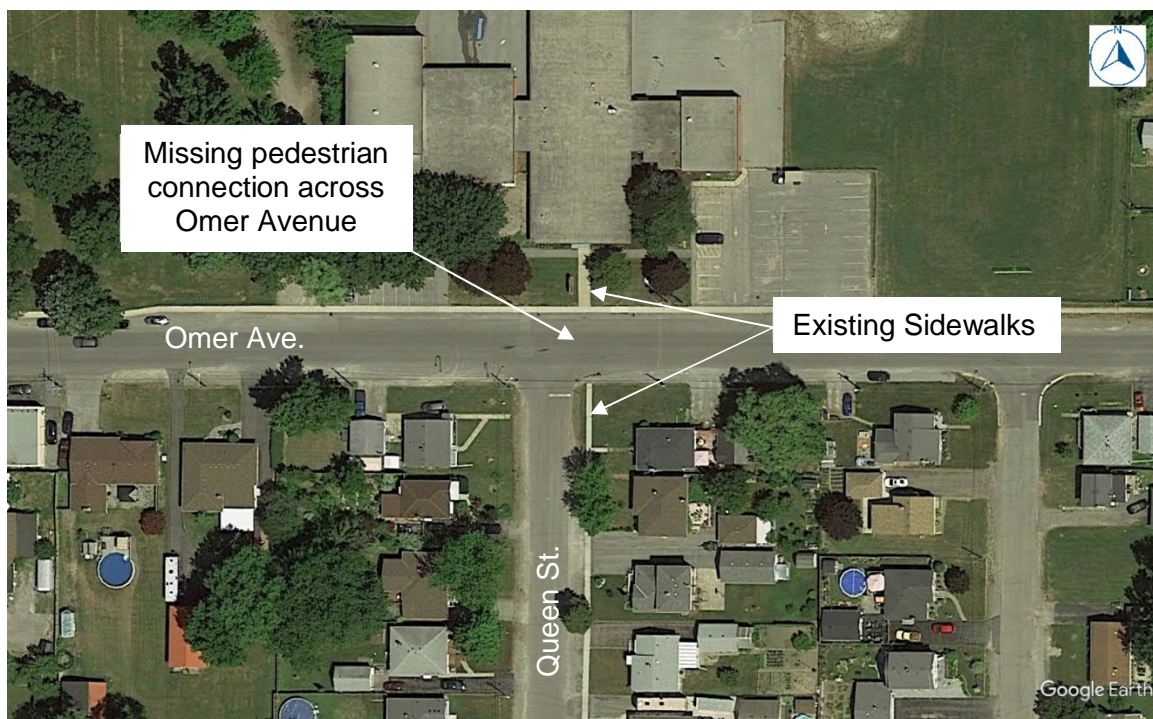 N
Missing pedestrian
connection across
Omer Avenue
Omer Ave.
Existing Sidewalks
Queen St.
Google Earth